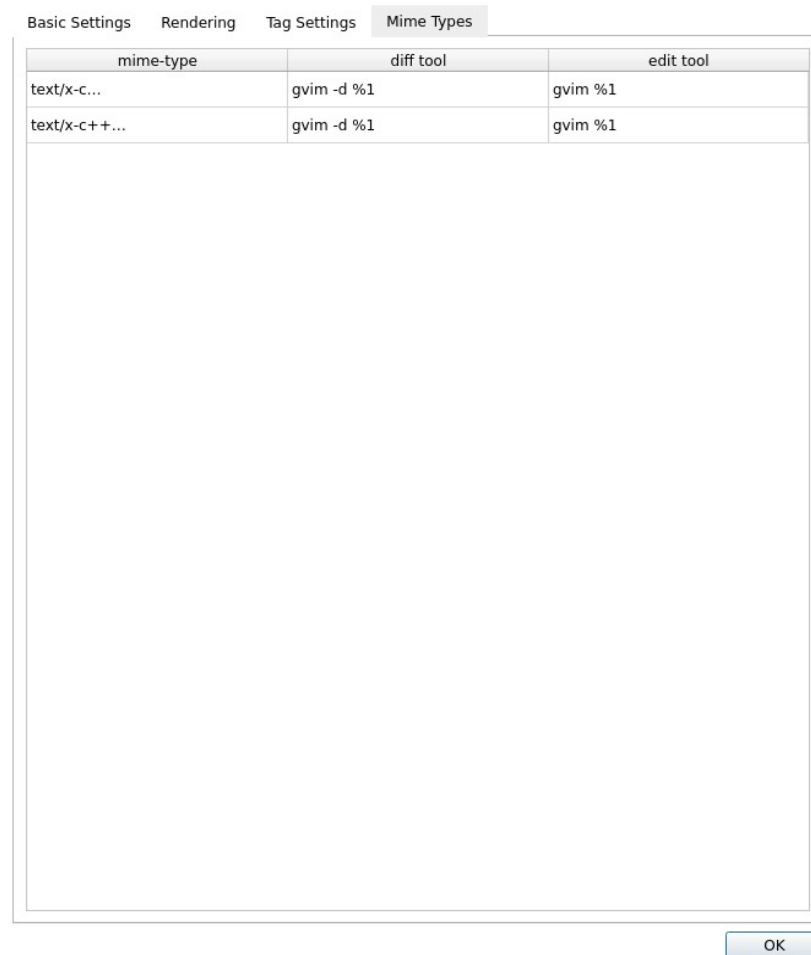 Basic Settings Rendering Tag Settings Mime Types
mime-type diff tool edit tool
text/x-c... gvim -d %1 gvim %1
text/x-c++... gvim -d %1 gvim %1
OK